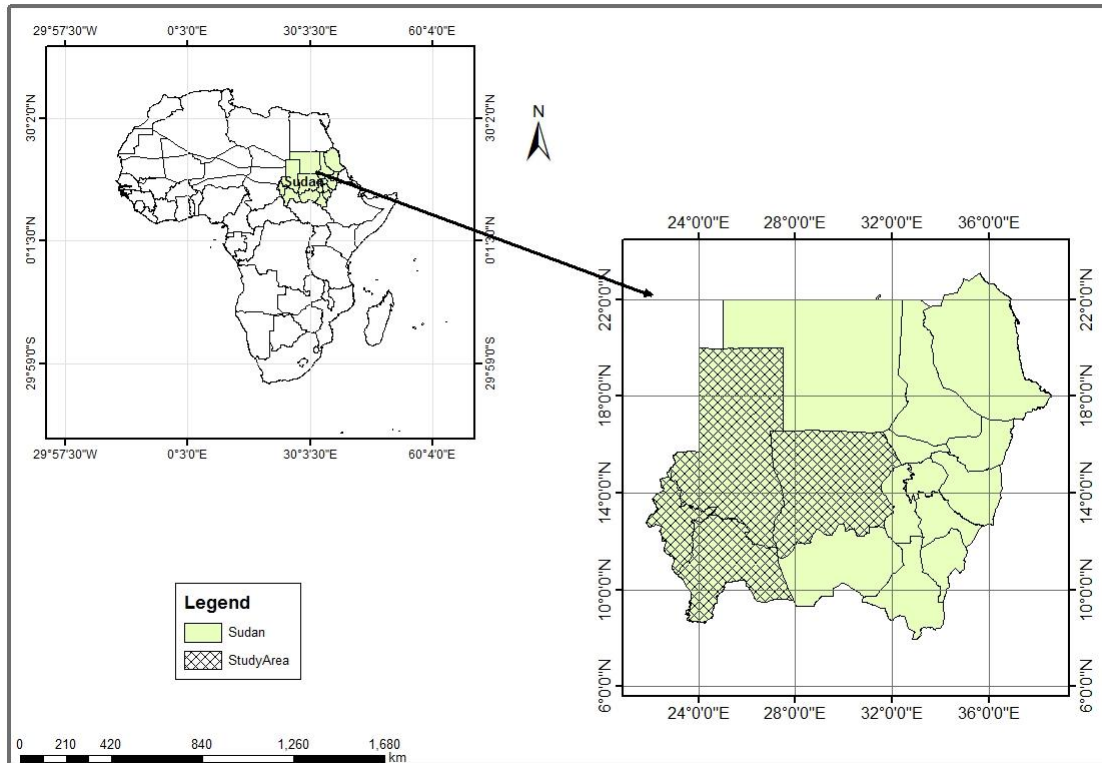 29°57'30"W 0°3'0"E 30°3'30"E 60°4'0"E
30°2'0"N
30°2'0"N
0°1'30"N
0°1'30"N
29°59'0"S
29°59'0"S
Sudan
29°57'30"W 0°3'0"E 30°3'30"E 60°4'0"E
N
24°0'0"E 28°0'0"E 32°0'0"E 36°0'0"E
22°0'0"N
22°0'0"N
18°0'0"N
18°0'0"N
14°0'0"N
14°0'0"N
10°0'0"N
10°0'0"N
6°0'0"N
6°0'0"N
24°0'0"E 28°0'0"E 32°0'0"E 36°0'0"E
Legend
Sudan
StudyArea
0 210 420 840 1,260 1,680
km